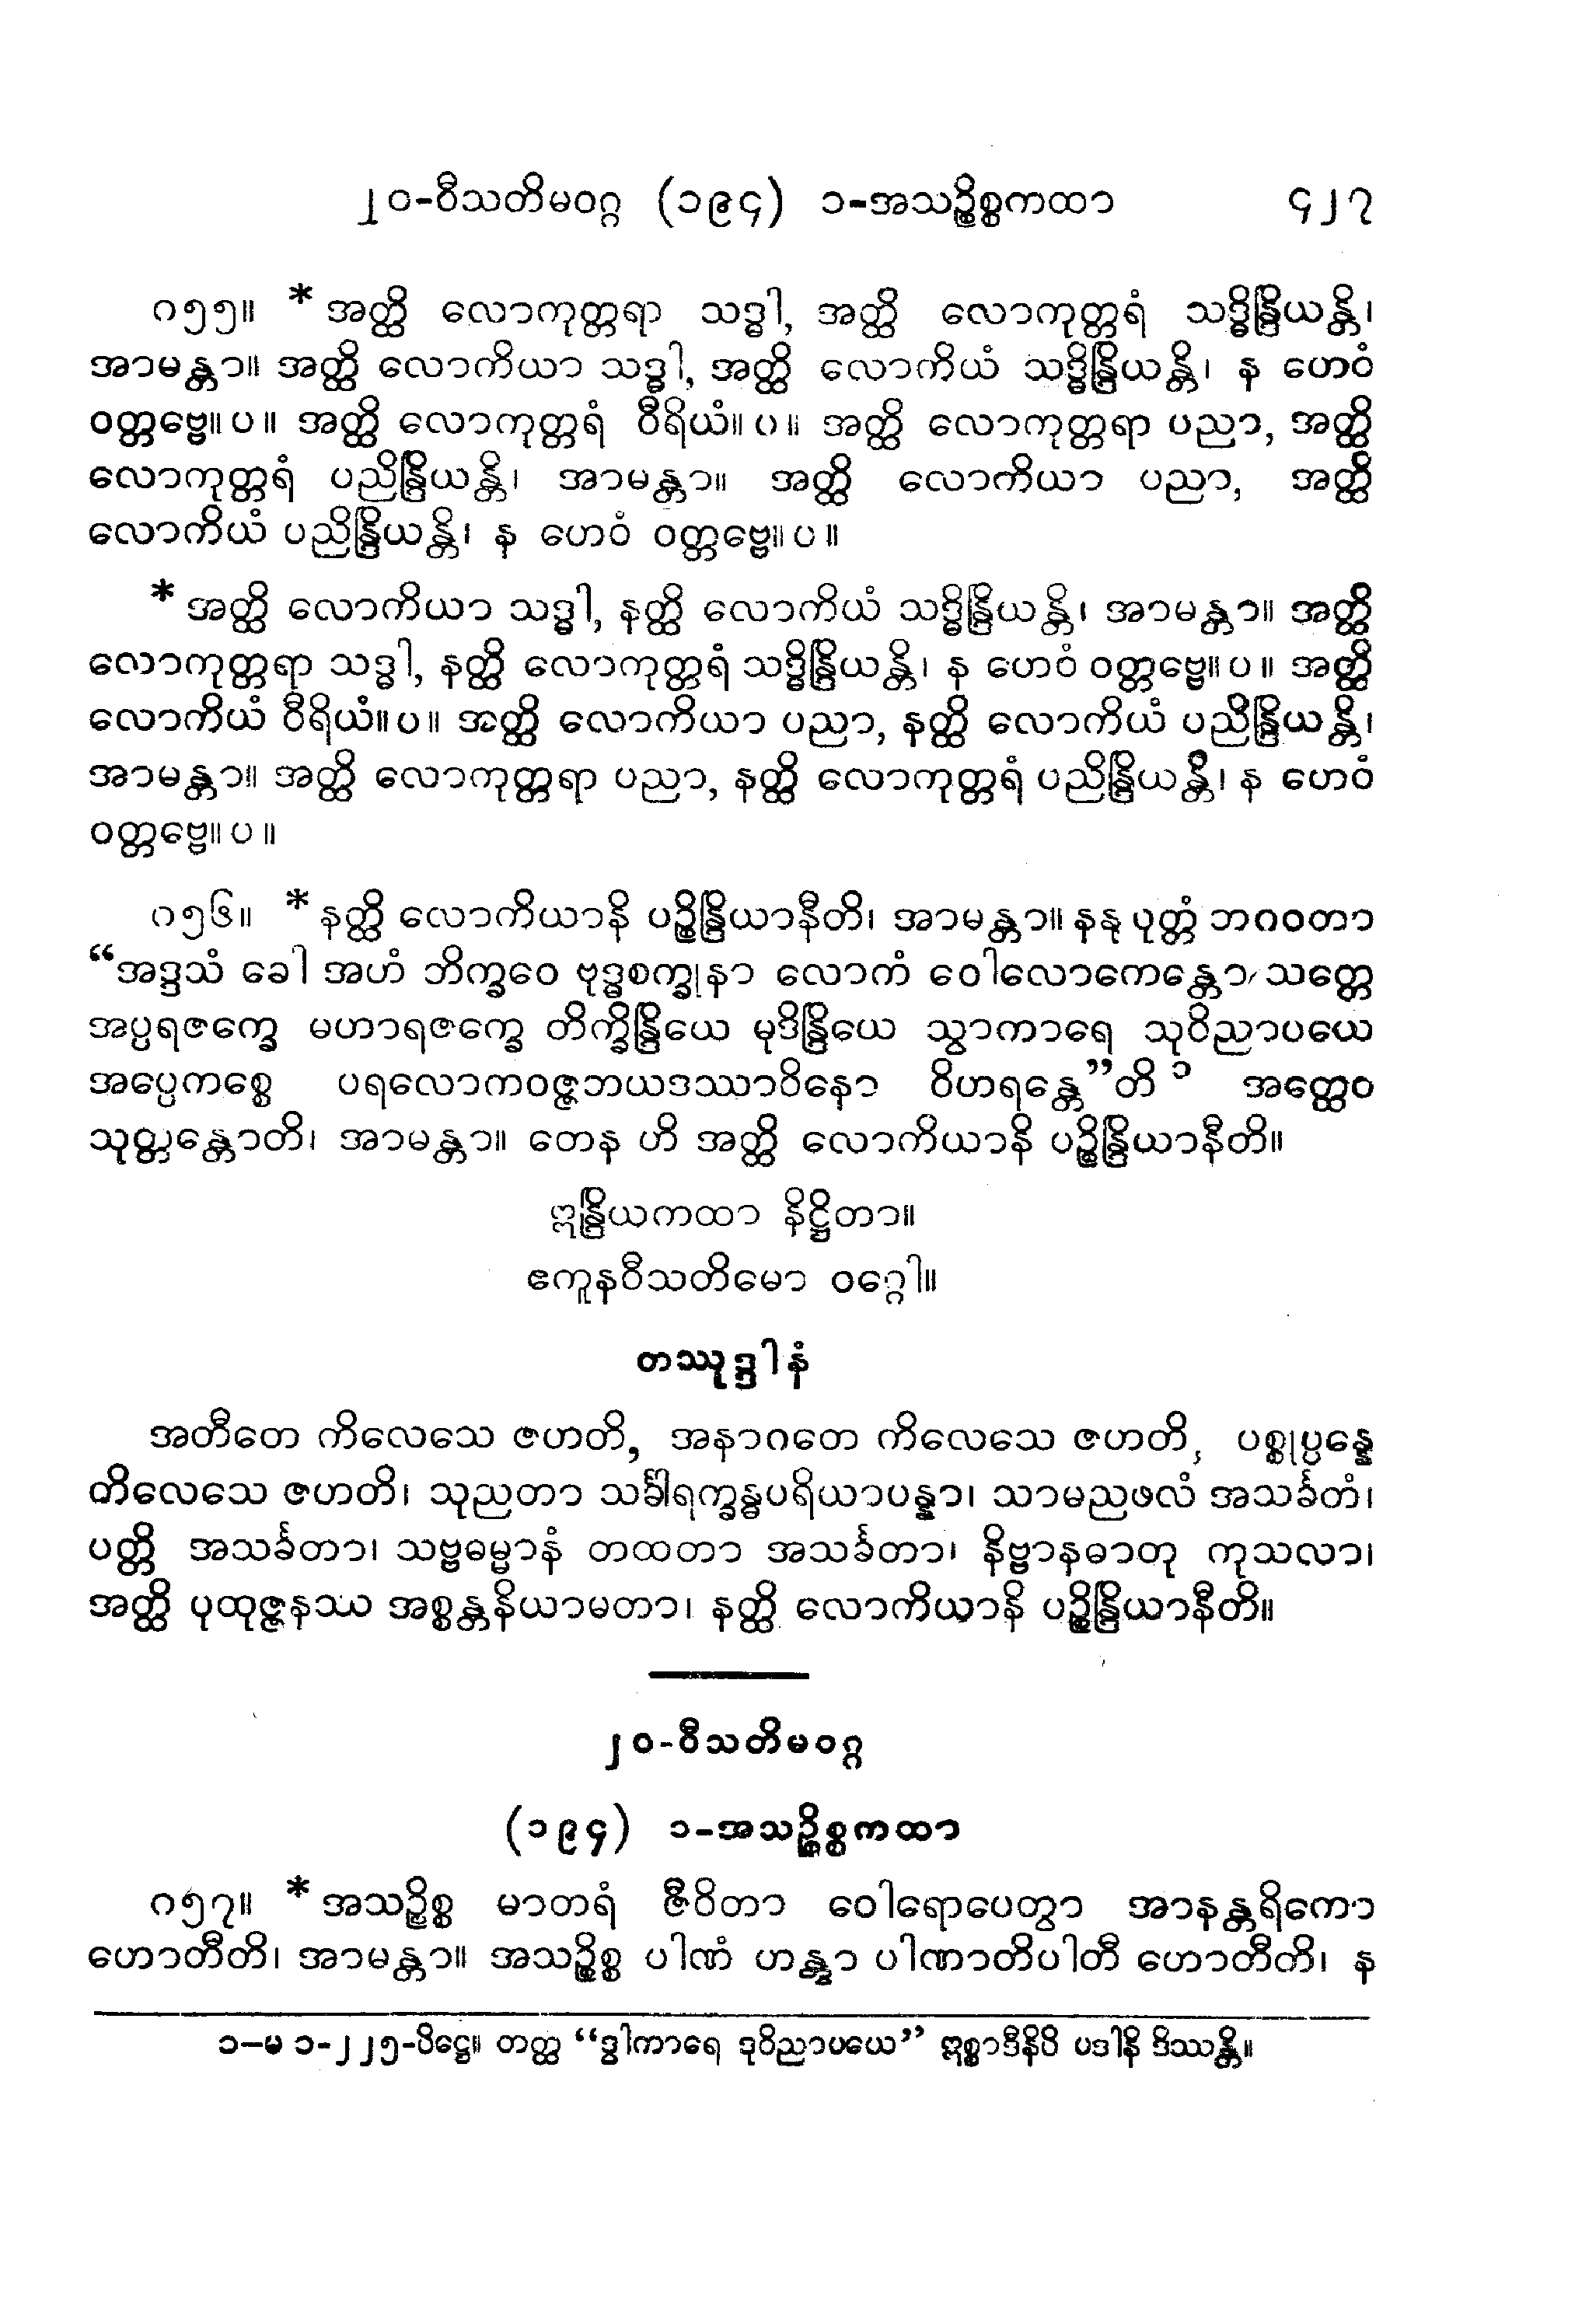 ၂၀-ဝီသတိမဝဂ္ဂ (၁၉၄) ၁-အသဉ္စိစ္စကထာ ၄၂၇
၈၅၅။ *အတ္ထိ လောကုတ္တရာ သဒ္ဓါ, အတ္ထိ လောကုတ္တရံ သဒ္ဓိန္ဒြိယန္တိ၊
အာမန္တာ။ အတ္ထိ လောကိယာ သဒ္ဓါ, အတ္ထိ လောကိယံ သဒ္ဓိန္ဒြိယန္တိ၊ န ဟေဝံ
ဝတ္တဗ္ဗေ။ ပ ။ အတ္ထိ လောကုတ္တရံ ဝီရိယံ။ ပ ။ အတ္ထိ လောကုတ္တရာ ပညာ, အတ္ထိ
လောကုတ္တရံ ပညိန္ဒြိယန္တိ၊ အာမန္တာ။ အတ္ထိ လောကိယာ ပညာ, အတ္ထိ
လောကိယံ ပညိန္ဒြိယန္တိ၊ န ဟေဝံ ဝတ္တဗ္ဗေ။ ပ ။
*အတ္ထိ လောကိယာ သဒ္ဓါ, နတ္ထိ လောကိယံ သဒ္ဓိန္ဒြိယန္တိ၊ အာမန္တာ။ အတ္ထိ
လောကုတ္တရာ သဒ္ဓါ, နတ္ထိ လောကုတ္တရံ သဒ္ဓိန္ဒြိယန္တိ၊ န ဟေဝံ ဝတ္တဗ္ဗေ။ ပ ။ အတ္ထိ
လောကိယံ ဝီရိယံ။ ပ ။ အတ္ထိ လောကိယာ ပညာ, နတ္ထိ လောကိယံ ပညိန္ဒြိယန္တိ၊
အာမန္တာ။ အတ္ထိ လောကုတ္တရာ ပညာ, နတ္ထိ လောကုတ္တရံ ပညိန္ဒြိယန္တိ၊ န ဟေဝံ
ဝတ္တဗ္ဗေ။ ပ ။
၈၅၆။ *နတ္ထိ လောကိယာနိ ပဉ္စိန္ဒြိယာနီတိ၊ အာမန္တာ။ နနု ဝုတ္တံ ဘဂဝတာ
“အဒ္ဒသံ ခေါ အဟံ ဘိက္ခဝေ ဗုဒ္ဓစက္ခုနာ လောကံ ဝေါလောကေန္တော သတ္တေ
အပ္ပရဇက္ခေ မဟာရဇက္ခေ တိက္ခိန္ဒြိယေ မုဒိန္ဒြိယေ သွာကာရေ သုဝိညာပယေ
အပ္ပေကစ္စေ ပရလောကဝဇ္ဇဘယဒဿာဝိနော ဝိဟရန္တေ”တိ ၁ အတ္ထေဝ
သုတ္တန္တောတိ၊ အာမန္တာ။ တေန ဟိ အတ္ထိ လောကိယာနိ ပဉ္စိန္ဒြိယာနီတိ။
ဣန္ဒြိယကထာ နိဋ္ဌိတာ။
ဧကူနဝီသတိမော ဝဂ္ဂေါ။
တဿုဒ္ဒါနံ
အတီတေ ကိလေသေ ဇဟတိ, အနာဂတေ ကိလေသေ ဇဟတိ, ပစ္စုပ္ပန္နေ
ကိလေသေ ဇဟတိ၊ သုညတာ သင်္ခါရက္ခန္ဓပရိယာပန္နာ၊ သာမညဖလံ အသင်္ခတံ၊
ပတ္တိ အသင်္ခတာ၊ သဗ္ဗဓမ္မာနံ တထတာ အသင်္ခတာ၊ နိဗ္ဗာနဓာတု ကုသလာ၊
အတ္ထိ ပုထုဇ္ဇနဿ အစ္စန္တနိယာမတာ၊ နတ္ထိ လောကိယာနိ ပဉ္စိန္ဒြိယာနီတိ။
၂၀-ဝီသတိမဝဂ္ဂ
(၁၉၄) ၁-အသဉ္စိစ္စကထာ
၈၅၇။ *အသဉ္စိစ္စ မာတရံ ဇီဝိတာ ဝေါရောပေတွာ အာနန္တရိကော
ဟောတီတိ၊ အာမန္တာ။ အသဉ္စိစ္စ ပါဏံ ဟန္တွာ ပါဏာတိပါတီ ဟောတီတိ၊ န
၁-မ ၁-၂၂၅-ပိဋ္ဌေ။ တတ္ထ “ဒွါကာရေ ဒုဝိညာပယေ” ဣစ္စာဒီနိပိ ပဒါနိ ဒိဿန္တိ။